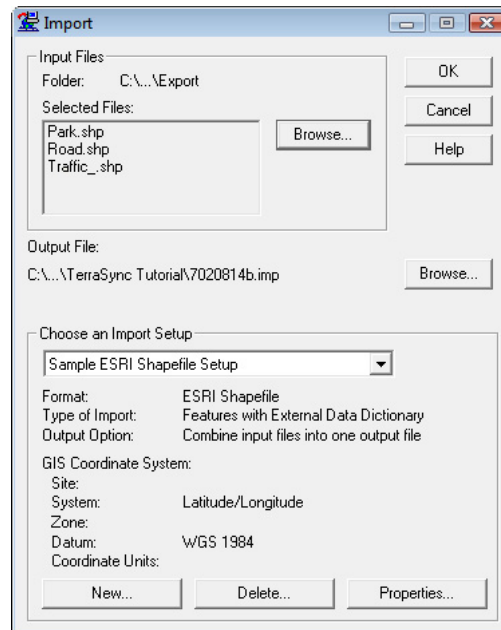 Import
Input Files
Folder: C:\...\Export
Selected Files:
Park.shp
Road.shp
Traffic_.shp
Browse...
OK
Cancel
Help
Output File:
C:\...\TerraSync Tutorial\7020814b.imp
Browse...
Choose an Import Setup
Sample ESRI Shapefile Setup
Format: ESRI Shapefile
Type of Import: Features with External Data Dictionary
Output Option: Combine input files into one output file
GIS Coordinate System:
Site:
System: Latitude/Longitude
Zone:
Datum: WGS 1984
Coordinate Units:
New... Delete... Properties...